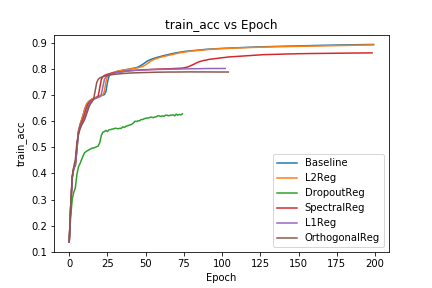 train_acc vs Epoch
train_acc
0.9
0.8
0.7
0.6
0.5
0.4
0.3
0.2
0.1
0
25
50
75
100
125
150
175
200
Epoch
Baseline
L2Reg
DropoutReg
SpectralReg
L1Reg
OrthogonalReg